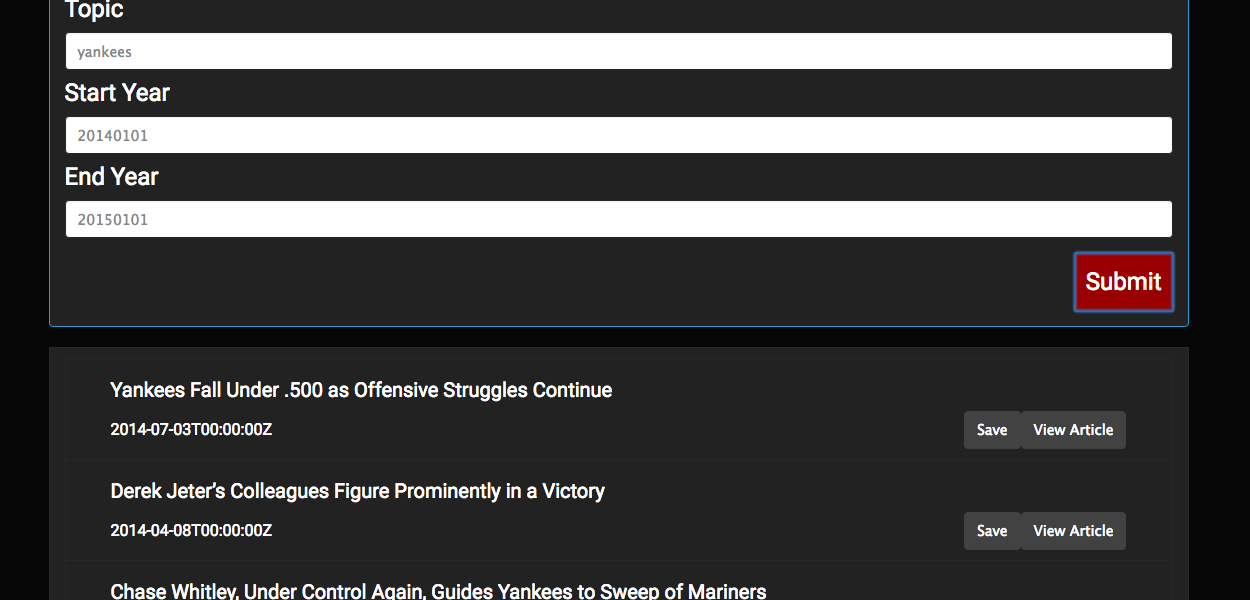 Topic
yankees
Start Year
20140101
End Year
20150101
Submit
Yankees Fall Under .500 as Offensive Struggles Continue
2014-07-03T00:00:00Z
Save View Article
Derek Jeter’s Colleagues Figure Prominently in a Victory
2014-04-08T00:00:00Z
Save View Article
Chase Whitley, Under Control Again, Guides Yankees to Sweep of Mariners